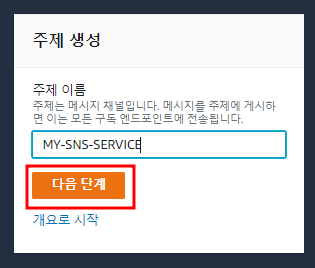 주제 생성
주제 이름
주제는 메시지 채널입니다. 메시지를 주제에 게시하
면 이는 모든 구독 엔드포인트에 전송됩니다.
MY-SNS-SERVICE
다음 단계
개요로 시작